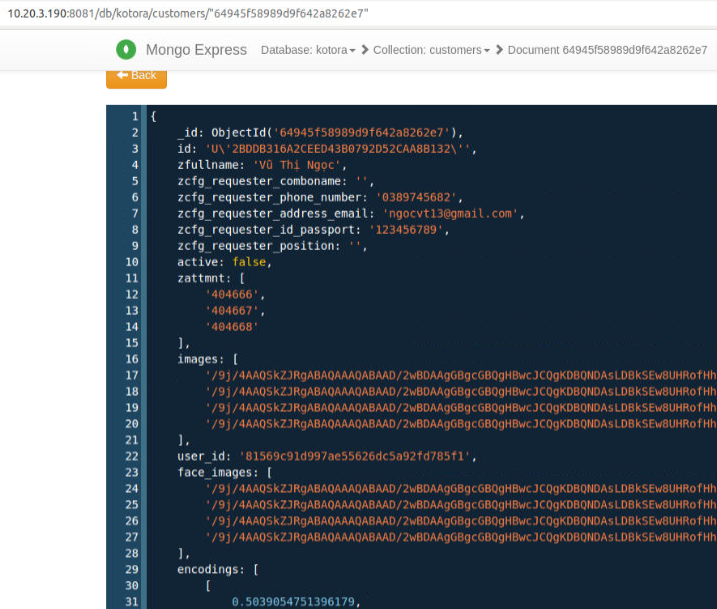 10.20.3.190:8081/db/kotora/customers/"64945f58989d9f642a8262e7"
Mongo Express Database: kotora Collection: customers Document 64945f58989d9f642a8262e7
Back
1 {
2 _id: ObjectId('64945f58989d9f642a8262e7'),
3 id: 'U\'2BDDB316A2CEED43B0792D52CAA8B132\'',
4 zfullname: 'Vũ Thị Ngọc',
5 zcfg_requester_comboname: '',
6 zcfg_requester_phone_number: '0389745682',
7 zcfg_requester_address_email: 'ngocvt13@gmail.com',
8 zcfg_requester_id_passport: '123456789',
9 zcfg_requester_position: '',
10 active: false,
11 zattmnt: [
12 '404666',
13 '404667',
14 '404668'
15 ],
16 images: [
17 '/9j/4AAQSkZJRgABAQAAAQABAAD/2wBDAAgGBgcGBQgHBwcJCQgKDBQNDAsLDBkSEw8UHRofHh
18 '/9j/4AAQSkZJRgABAQAAAQABAAD/2wBDAAgGBgcGBQgHBwcJCQgKDBQNDAsLDBkSEw8UHRofHh
19 '/9j/4AAQSkZJRgABAQAAAQABAAD/2wBDAAgGBgcGBQgHBwcJCQgKDBQNDAsLDBkSEw8UHRofHh
20 '/9j/4AAQSkZJRgABAQAAAQABAAD/2wBDAAgGBgcGBQgHBwcJCQgKDBQNDAsLDBkSEw8UHRofHh
21 ],
22 user_id: '81569c91d997ae55626dc5a92fd785f1',
23 face_images: [
24 '/9j/4AAQSkZJRgABAQAAAQABAAD/2wBDAAgGBgcGBQgHBwcJCQgKDBQNDAsLDBkSEw8UHRofHh
25 '/9j/4AAQSkZJRgABAQAAAQABAAD/2wBDAAgGBgcGBQgHBwcJCQgKDBQNDAsLDBkSEw8UHRofHh
26 '/9j/4AAQSkZJRgABAQAAAQABAAD/2wBDAAgGBgcGBQgHBwcJCQgKDBQNDAsLDBkSEw8UHRofHh
27 '/9j/4AAQSkZJRgABAQAAAQABAAD/2wBDAAgGBgcGBQgHBwcJCQgKDBQNDAsLDBkSEw8UHRofHh
28 ],
29 encodings: [
30 [
31 0.5039054751396179,